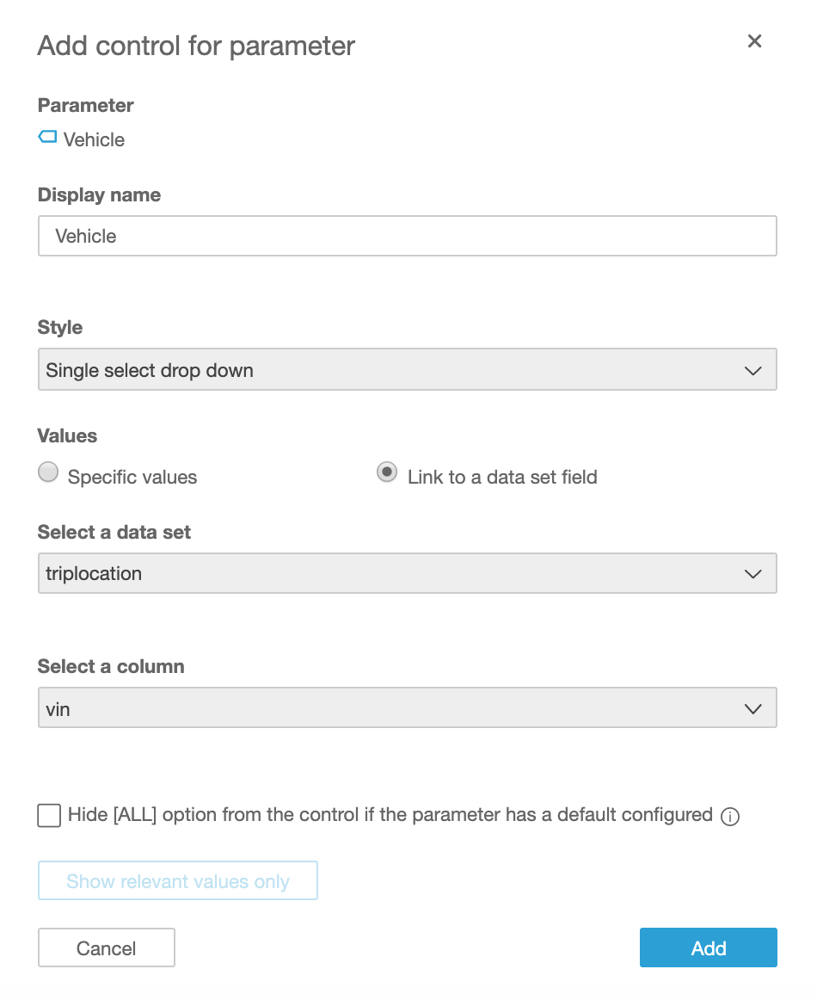 Add control for parameter
Parameter
Vehicle
Display name
Vehicle
Style
Single select drop down
Values
Specific values
Link to a data set field
Select a data set
triplocation
Select a column
vin
Hide [ALL] option from the control if the parameter has a default configured
Show relevant values only
Cancel
Add